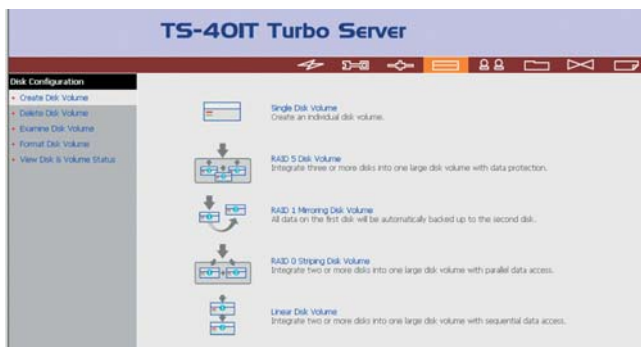 TS-401T Turbo Server
Disk Configuration
Create Disk Volume
Delete Disk Volume
Examine Disk Volume
Format Disk Volume
View Disk & Volume Status
Single Disk Volume
Create an individual disk volume.
RAID 5 Disk Volume
Integrate three or more disks into one large disk volume with data protection.
RAID 1 Mirroring Disk Volume
All data on the first disk will be automatically backed up to the second disk.
RAID 0 Striping Disk Volume
Integrate two or more disks into one large disk volume with parallel data access.
Linear Disk Volume
Integrate two or more disks into one large disk volume with sequential data access.